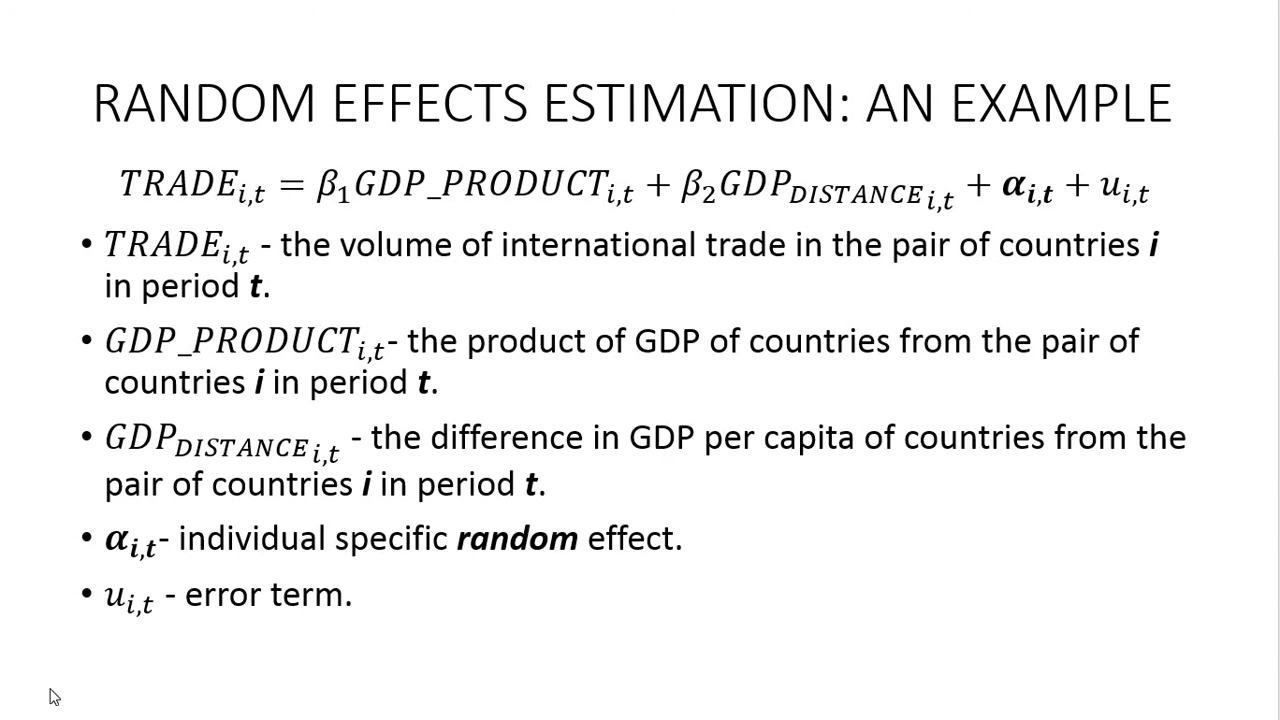 RANDOM EFFECTS ESTIMATION: AN EXAMPLE
TRADE_{i,t} = β_1GDP_PRODUCT_{i,t} + β_2GDP_{DISTANCE_{i,t}} + α_{i,t} + u_{i,t}
• TRADE_{i,t} - the volume of international trade in the pair of countries i
in period t.
• GDP_PRODUCT_{i,t}- the product of GDP of countries from the pair of
countries i in period t.
• GDP_{DISTANCE_{i,t}} - the difference in GDP per capita of countries from the
pair of countries i in period t.
• α_{i,t}- individual specific random effect.
• u_{i,t} - error term.